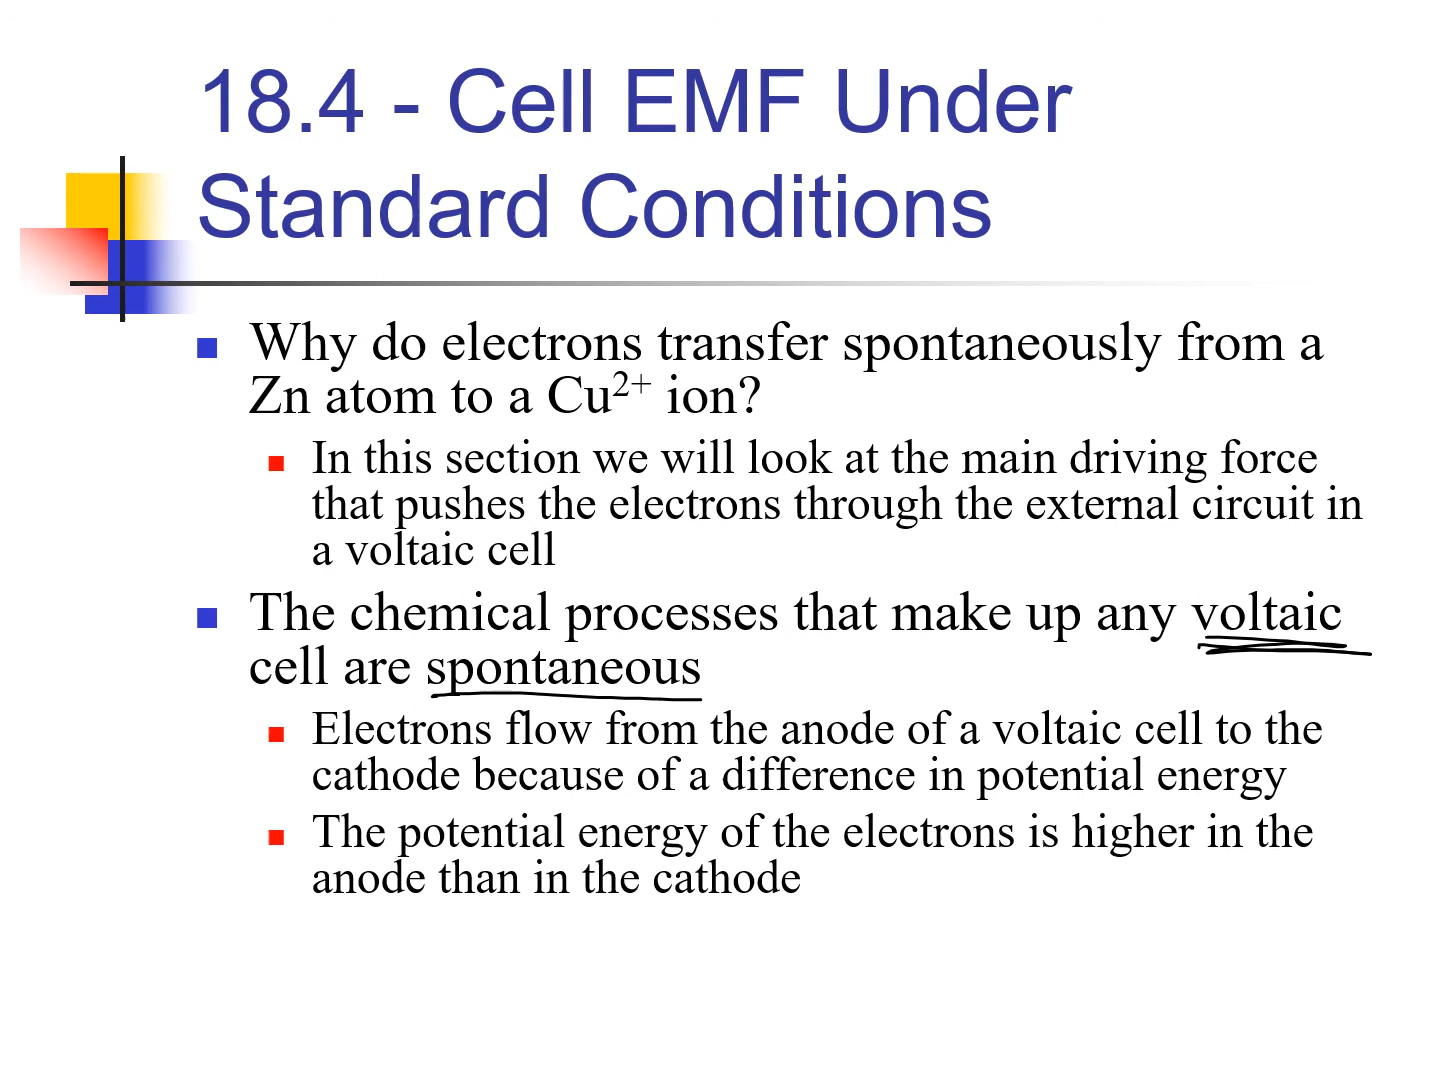 18.4 - Cell EMF Under
Standard Conditions
Why do electrons transfer spontaneously from a
Zn atom to a Cu²⁺ ion?
In this section we will look at the main driving force
that pushes the electrons through the external circuit in
a voltaic cell
The chemical processes that make up any voltaic
cell are spontaneous
Electrons flow from the anode of a voltaic cell to the
cathode because of a difference in potential energy
The potential energy of the electrons is higher in the
anode than in the cathode